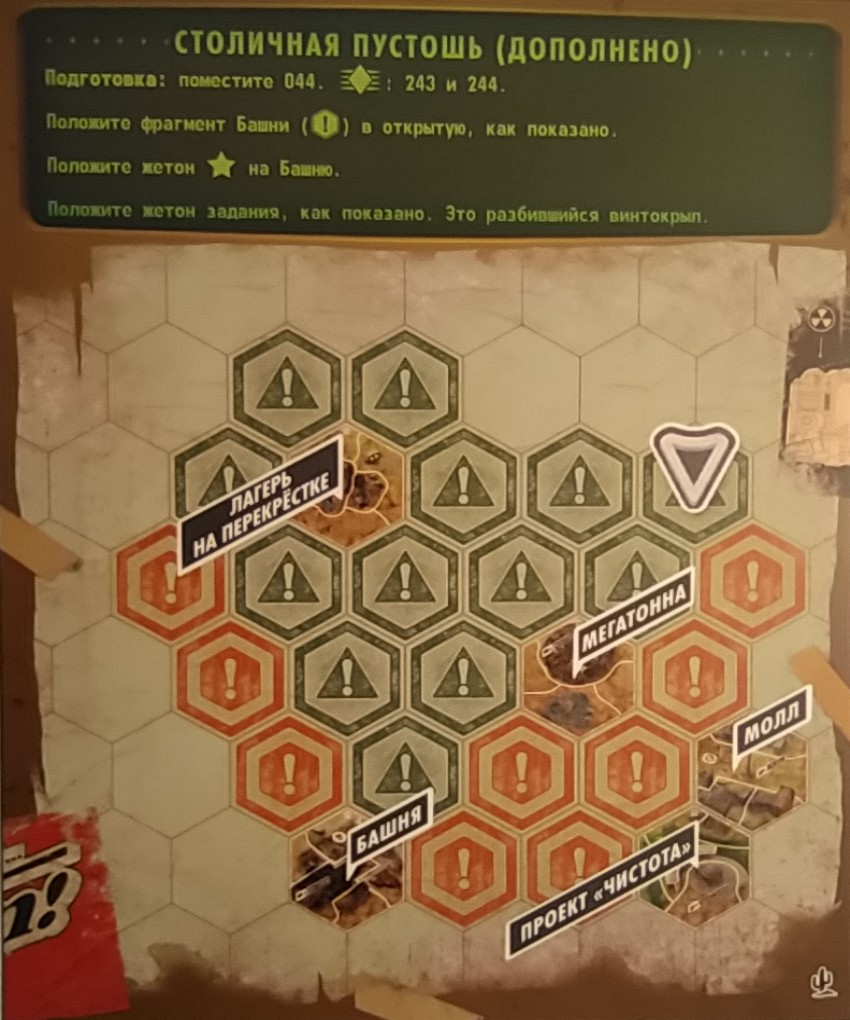 СТОЛИЧНАЯ ПУСТОШЬ (ДОПОЛНЕНО)
Подготовка: поместите 044. : 243 и 244.
Положите фрагмент Башни (!) в открытую, как показано.
Положите жетон ★ на Башню.
Положите жетон задания, как показано. Это разбившийся винтокрыл.
ЛАГЕРЬ
НА ПЕРЕКРЁСТКЕ
МЕГАТОННА
МОЛЛ
БАШНЯ
ПРОЕКТ «ЧИСТОТА»